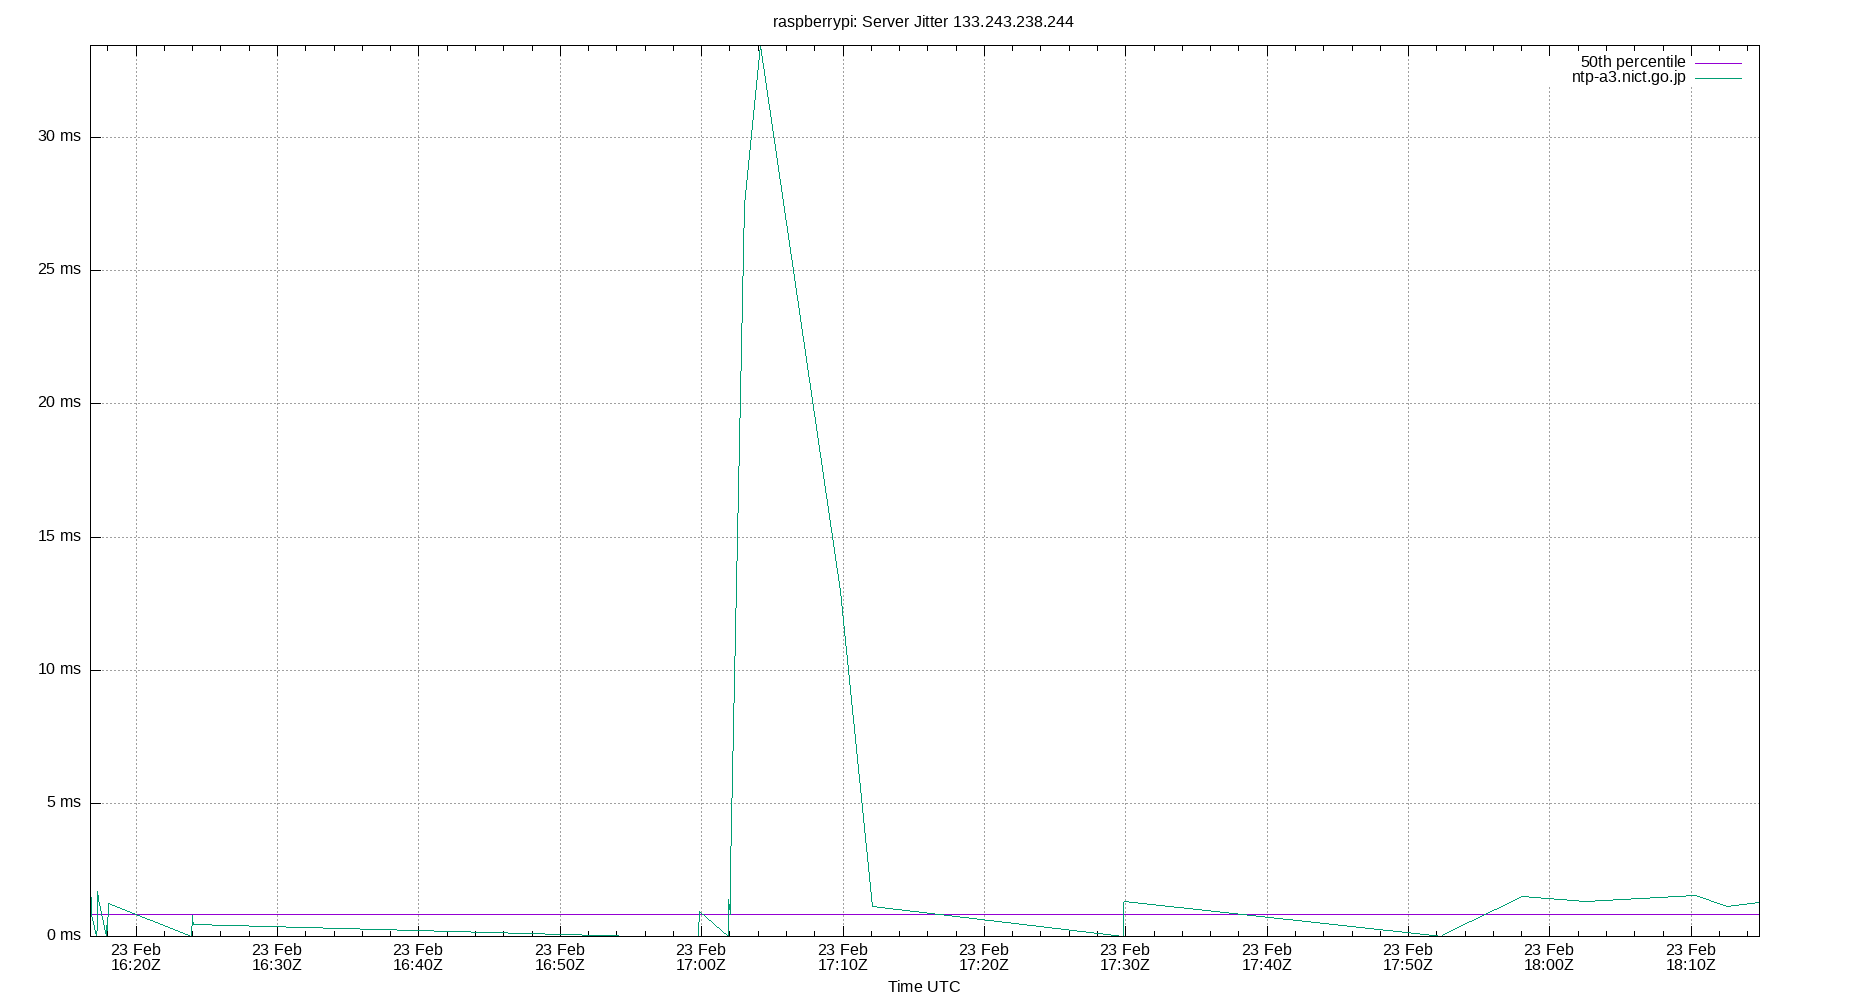 raspberrypi: Server Jitter 133.243.238.244
50th percentile
ntp-a3.nict.go.jp
30 ms
25 ms
20 ms
15 ms
10 ms
5 ms
0 ms
23 Feb 23 Feb 23 Feb 23 Feb 23 Feb 23 Feb 23 Feb 23 Feb 23 Feb 23 Feb 23 Feb 23 Feb
16:20Z 16:30Z 16:40Z 16:50Z 17:00Z 17:10Z 17:20Z 17:30Z 17:40Z 17:50Z 18:00Z 18:10Z
Time UTC